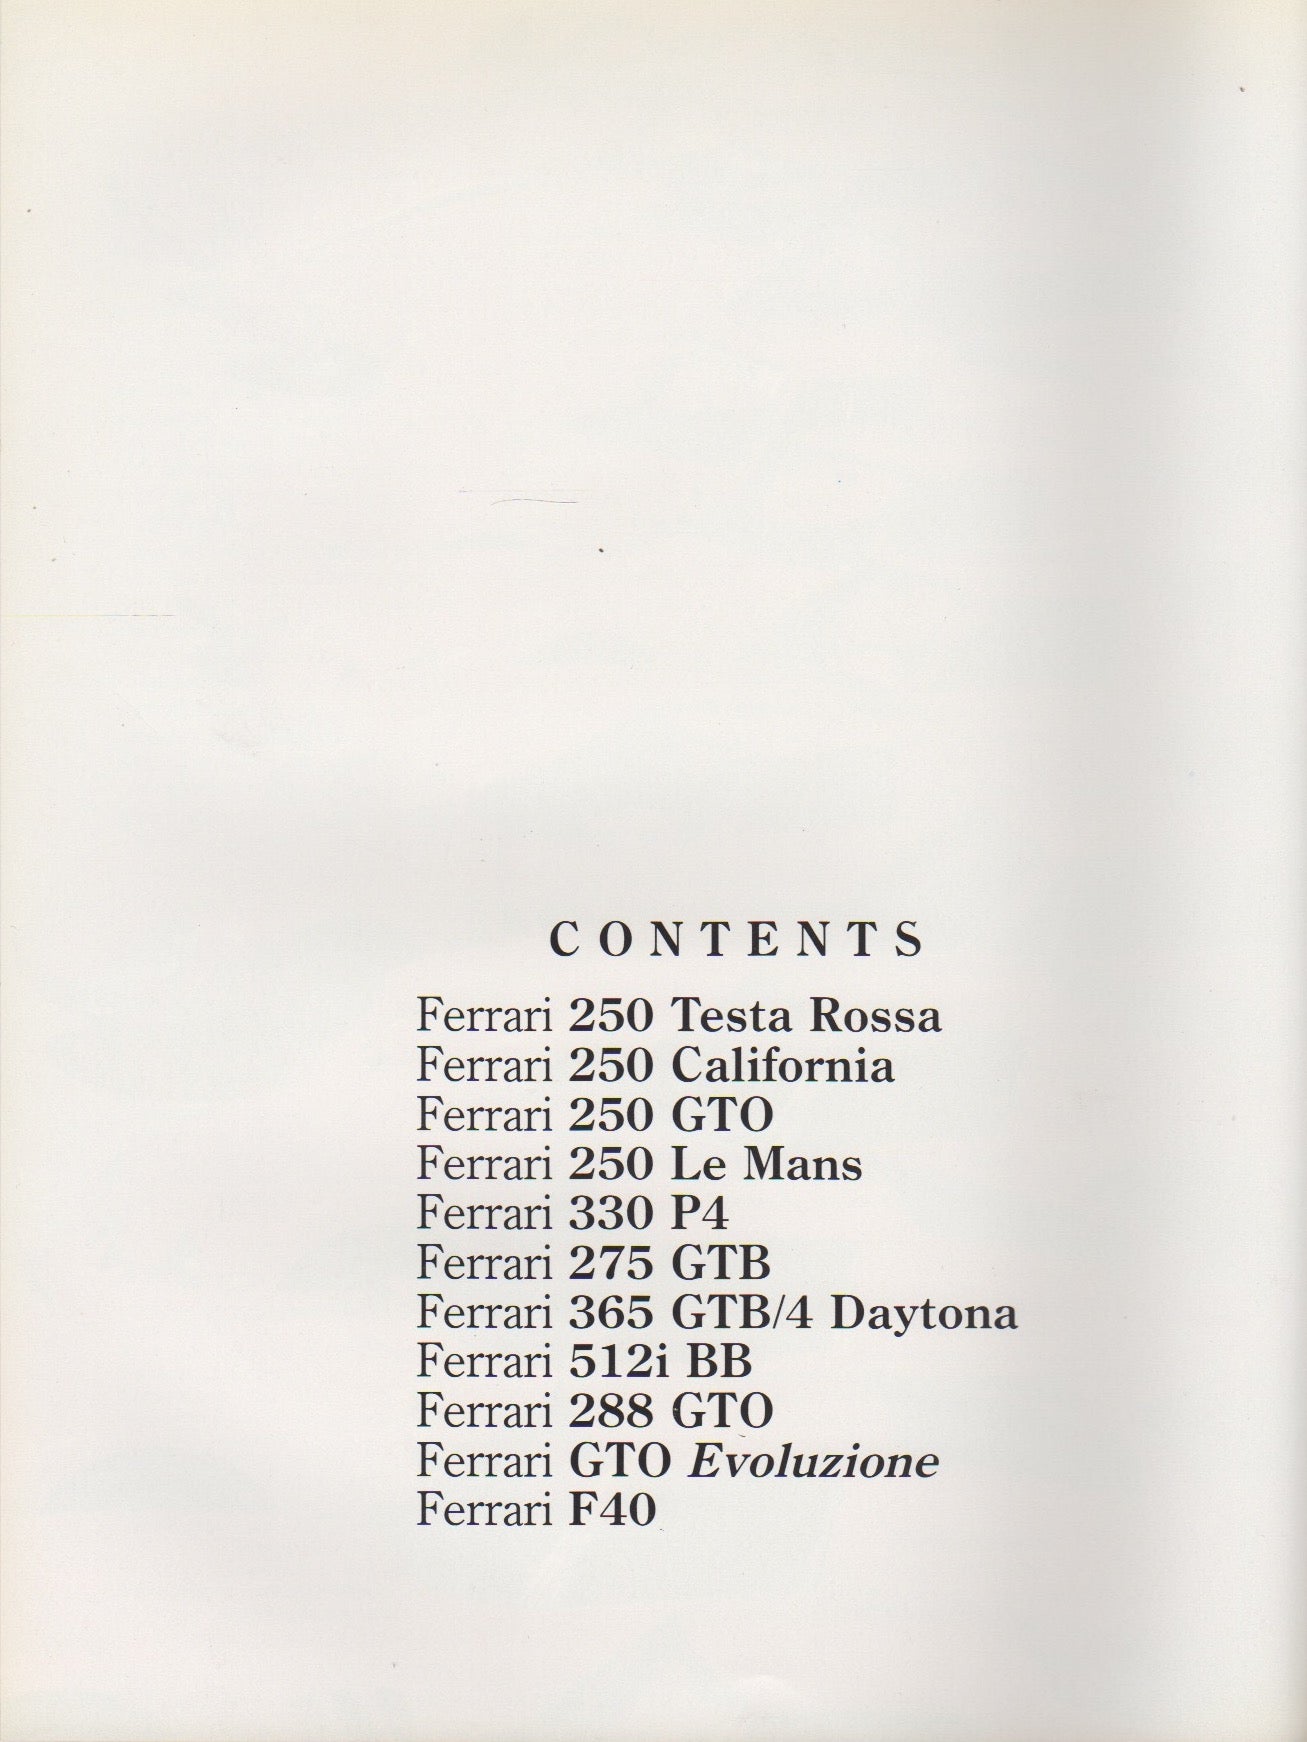 CONTENTS
Ferrari 250 Testa Rossa
Ferrari 250 California
Ferrari 250 GTO
Ferrari 250 Le Mans
Ferrari 330 P4
Ferrari 275 GTB
Ferrari 365 GTB/4 Daytona
Ferrari 512i BB
Ferrari 288 GTO
Ferrari GTO Evoluzione
Ferrari F40